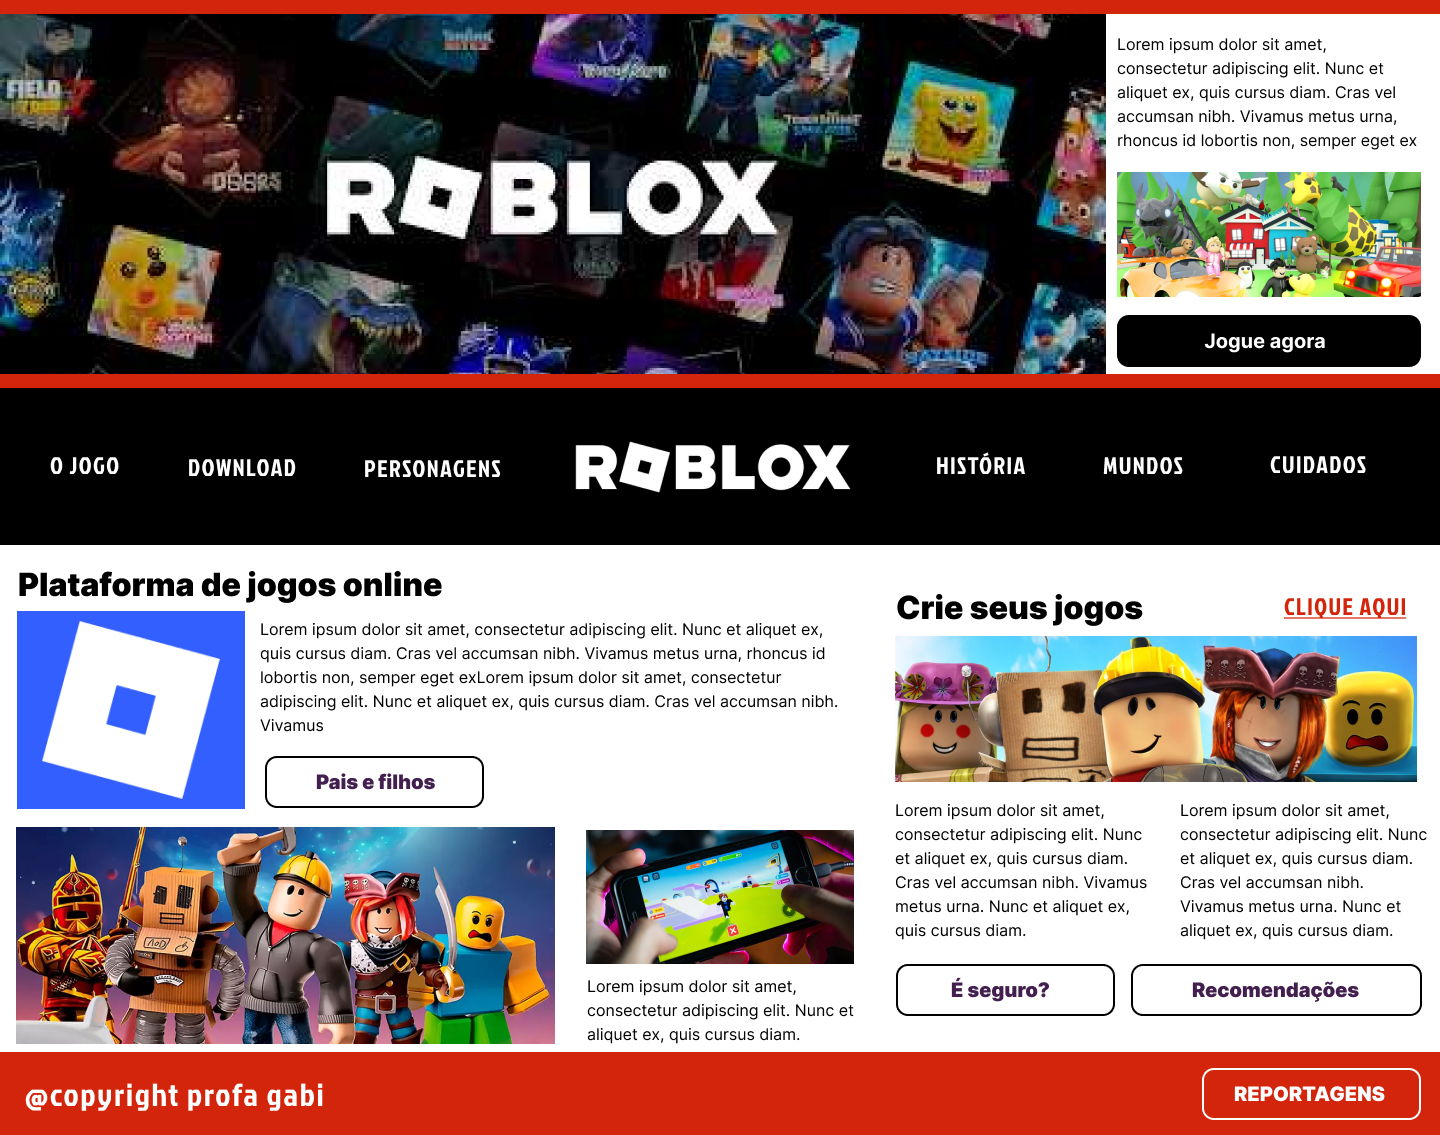 FIELD
DOORS
ROBLOX
Lorem ipsum dolor sit amet,
consectetur adipiscing elit. Nunc et
aliquet ex, quis cursus diam. Cras vel
accumsan nibh. Vivamus metus urna,
rhoncus id lobortis non, semper eget ex
Jogue agora
O JOGO
DOWNLOAD
PERSONAGENS
ROBLOX
HISTÓRIA
MUNDOS
CUIDADOS
Plataforma de jogos online
Lorem ipsum dolor sit amet, consectetur adipiscing elit. Nunc et aliquet ex,
quis cursus diam. Cras vel accumsan nibh. Vivamus metus urna, rhoncus id
lobortis non, semper eget exLorem ipsum dolor sit amet, consectetur
adipiscing elit. Nunc et aliquet ex, quis cursus diam. Cras vel accumsan nibh.
Vivamus
Pais e filhos
Lorem ipsum dolor sit amet,
consectetur adipiscing elit. Nunc et
aliquet ex, quis cursus diam.
Crie seus jogos
CLIQUE AQUI
Lorem ipsum dolor sit amet,
consectetur adipiscing elit. Nunc
et aliquet ex, quis cursus diam.
Cras vel accumsan nibh. Vivamus
metus urna. Nunc et aliquet ex,
quis cursus diam.
Lorem ipsum dolor sit amet,
consectetur adipiscing elit. Nunc
et aliquet ex, quis cursus diam.
Cras vel accumsan nibh.
Vivamus metus urna. Nunc et
aliquet ex, quis cursus diam.
É seguro?
Recomendações
@copyright profa gabi
REPORTAGENS